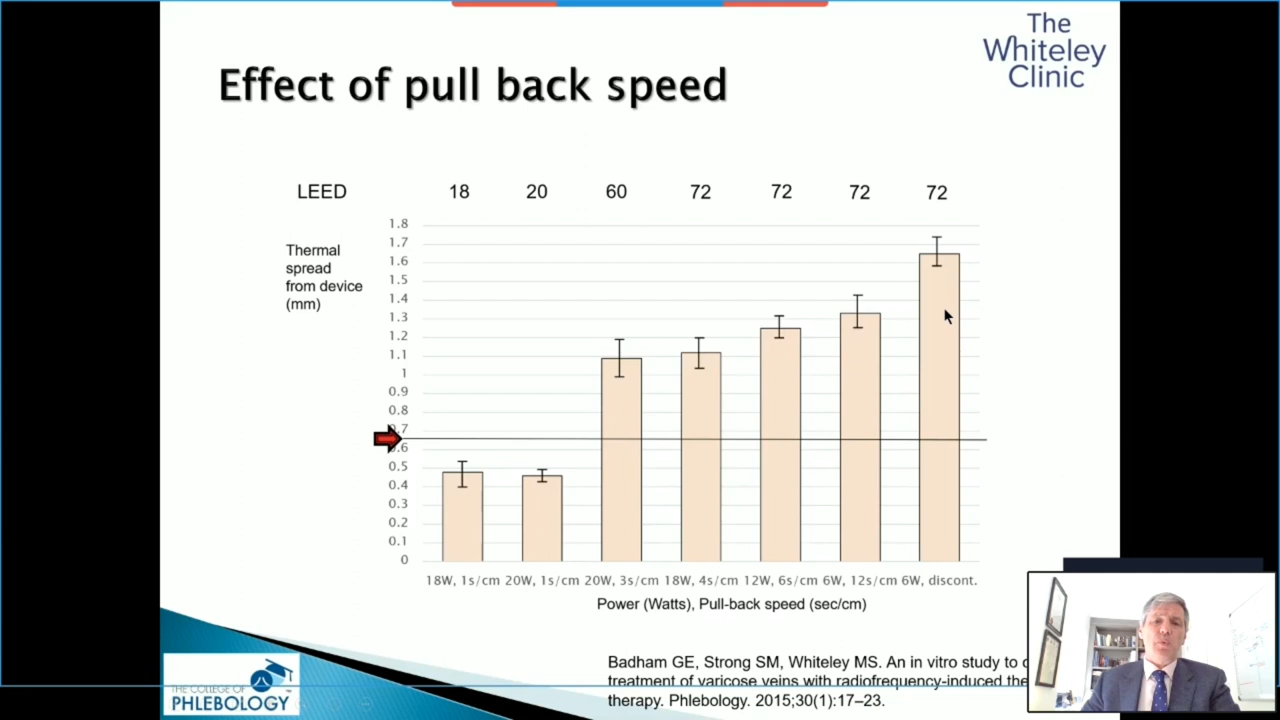 The
Whiteley
Clinic
Effect of pull back speed
LEED 18 20 60 72 72 72 72
Thermal
spread
from device
(mm)
1.8
1.7
1.6
1.5
1.4
1.3
1.2
1.1
1
0.9
0.8
0.7
0.6
0.5
0.4
0.3
0.2
0.1
0
18W, 1s/cm 20W, 1s/cm 20W, 3s/cm 18W, 4s/cm 12W, 6s/cm 6W, 12s/cm 6W, discont.
Power (Watts), Pull-back speed (sec/cm)
Badham GE, Strong SM, Whiteley MS. An in vitro study to
treatment of varicose veins with radiofrequency-induced
therapy. Phlebology. 2015;30(1):17–23.
THE COLLEGE OF
PHLEBOLOGY